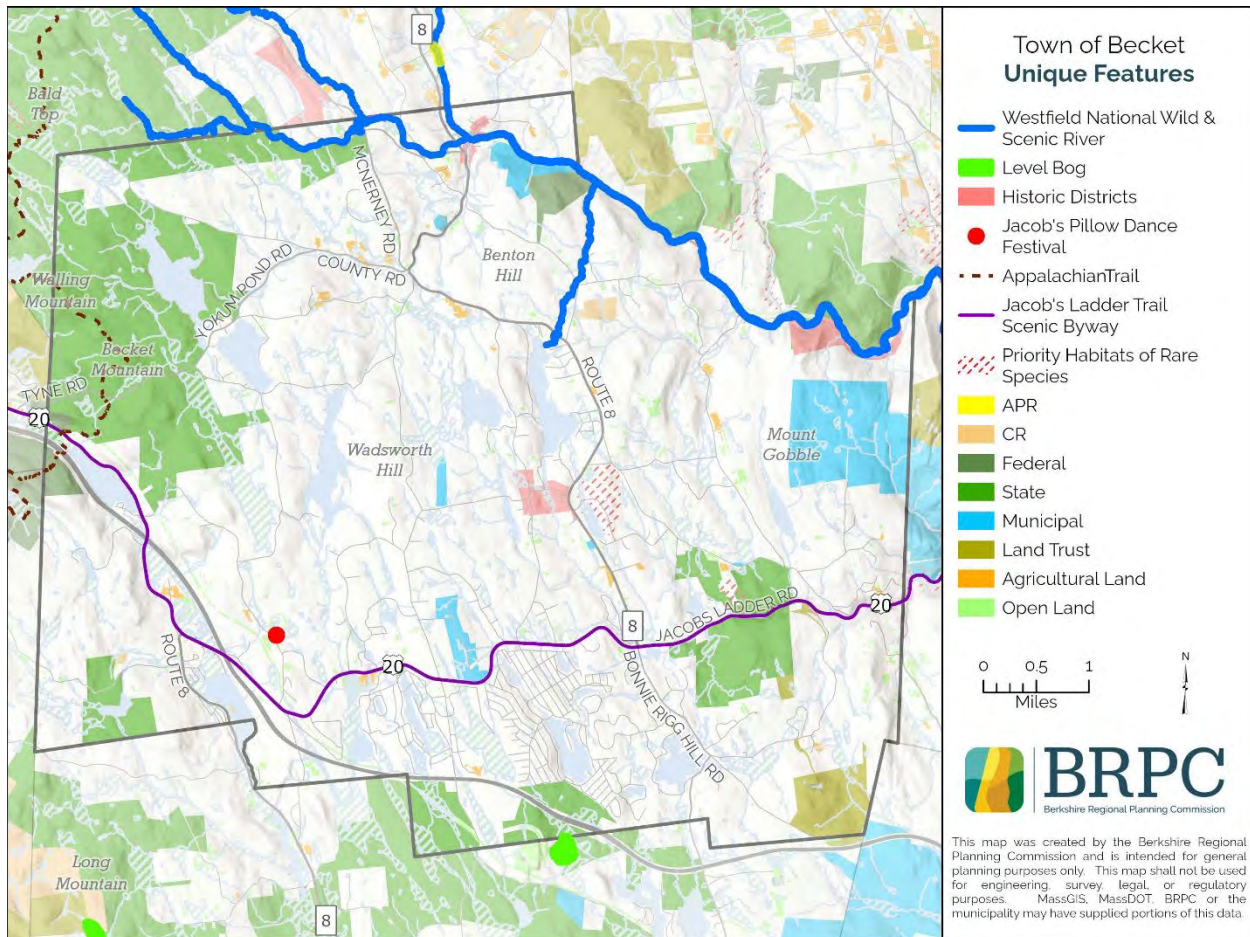 8
Bald
Top
MCNERNEY RD
YOKUM POND RD
COUNTY RD
Benton
Hill
Walling
Mountain
Becket
Mountain
TYNE RD
20
ROUTE 8
Wadsworth
Hill
Mount
Gobble
JACOBS LADDER RD
20
8
ROUTE 8
20
BONNIE RIGG HILL RD
Long
Mountain
8
Town of Becket
Unique Features
Westfield National Wild &
Scenic River
Level Bog
Historic Districts
Jacob's Pillow Dance
Festival
AppalachianTrail
Jacob's Ladder Trail
Scenic Byway
Priority Habitats of Rare
Species
APR
CR
Federal
State
Municipal
Land Trust
Agricultural Land
Open Land
0 0.5 1
Miles
N
BRPC
Berkshire Regional Planning Commission
This map was created by the Berkshire Regional
Planning Commission and is intended for general
planning purposes only. This map shall not be used
for engineering, survey, legal, or regulatory
purposes. MassGIS, MassDOT, BRPC or the
municipality may have supplied portions of this data.